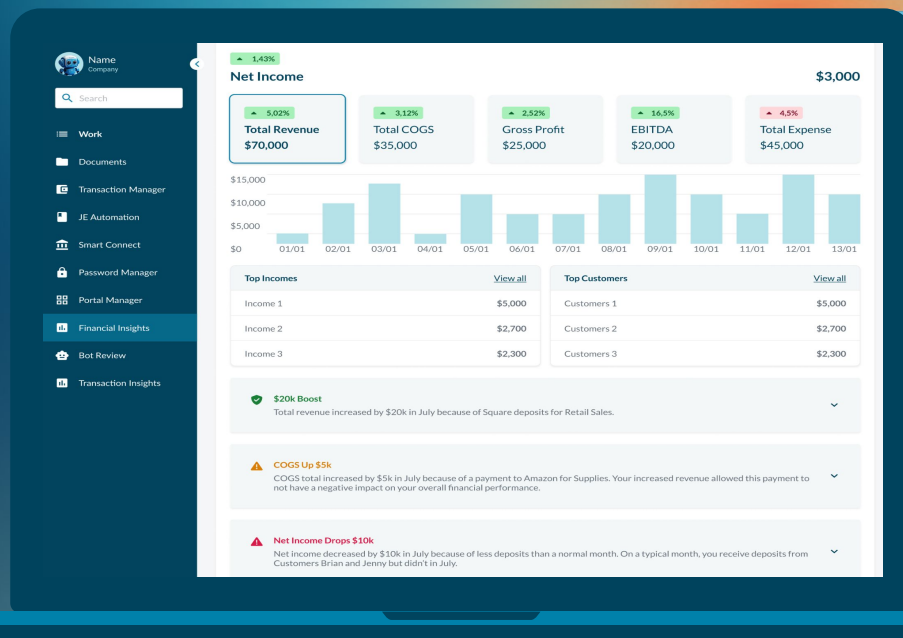 Name
Company
Search
Work
Documents
Transaction Manager
JE Automation
Smart Connect
Password Manager
Portal Manager
Financial Insights
Bot Review
Transaction Insights
1,43%
Net Income $3,000
5,02% 3,12% 2,52% 16,5% 4,5%
Total Revenue Total COGS Gross Profit EBITDA Total Expense
$70,000 $35,000 $25,000 $20,000 $45,000
$15,000
$10,000
$5,000
$0 01/01 02/01 03/01 04/01 05/01 06/01 07/01 08/01 09/01 10/01 11/01 12/01 13/01
Top Incomes View all Top Customers View all
Income 1 $5,000 Customers 1 $5,000
Income 2 $2,700 Customers 2 $2,700
Income 3 $2,300 Customers 3 $2,300
$20k Boost
Total revenue increased by $20k in July because of Square deposits for Retail Sales.
COGS Up $5k
COGS total increased by $5k in July because of a payment to Amazon for Supplies. Your increased revenue allowed this payment to
not have a negative impact on your overall financial performance.
Net Income Drops $10k
Net income decreased by $10k in July because of less deposits than a normal month. On a typical month, you receive deposits from
Customers Brian and Jenny but didn't in July.